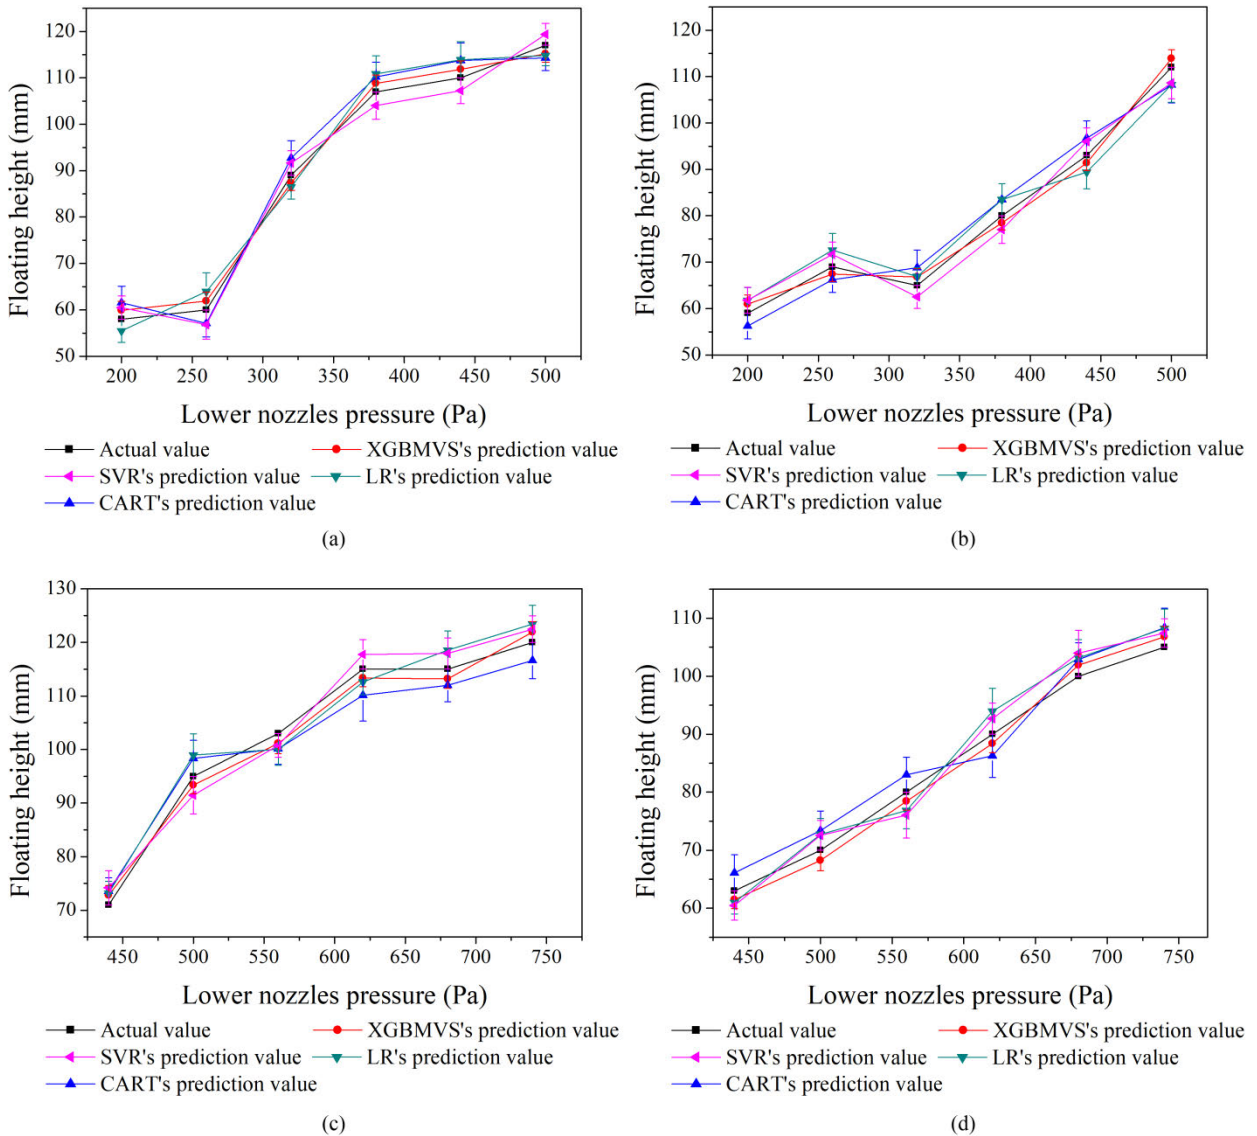 120
110
100
90
80
70
60
50
Floating height (mm)
200 250 300 350 400 450 500
Lower nozzles pressure (Pa)
Actual value XGBMVS's prediction value
SVR's prediction value LR's prediction value
CART's prediction value
(a)
120
110
100
90
80
70
60
50
Floating height (mm)
200 250 300 350 400 450 500
Lower nozzles pressure (Pa)
Actual value XGBMVS's prediction value
SVR's prediction value LR's prediction value
CART's prediction value
(b)
130
120
110
100
90
80
70
Floating height (mm)
450 500 550 600 650 700 750
Lower nozzles pressure (Pa)
Actual value XGBMVS's prediction value
SVR's prediction value LR's prediction value
CART's prediction value
(c)
110
100
90
80
70
60
Floating height (mm)
450 500 550 600 650 700 750
Lower nozzles pressure (Pa)
Actual value XGBMVS's prediction value
SVR's prediction value LR's prediction value
CART's prediction value
(d)